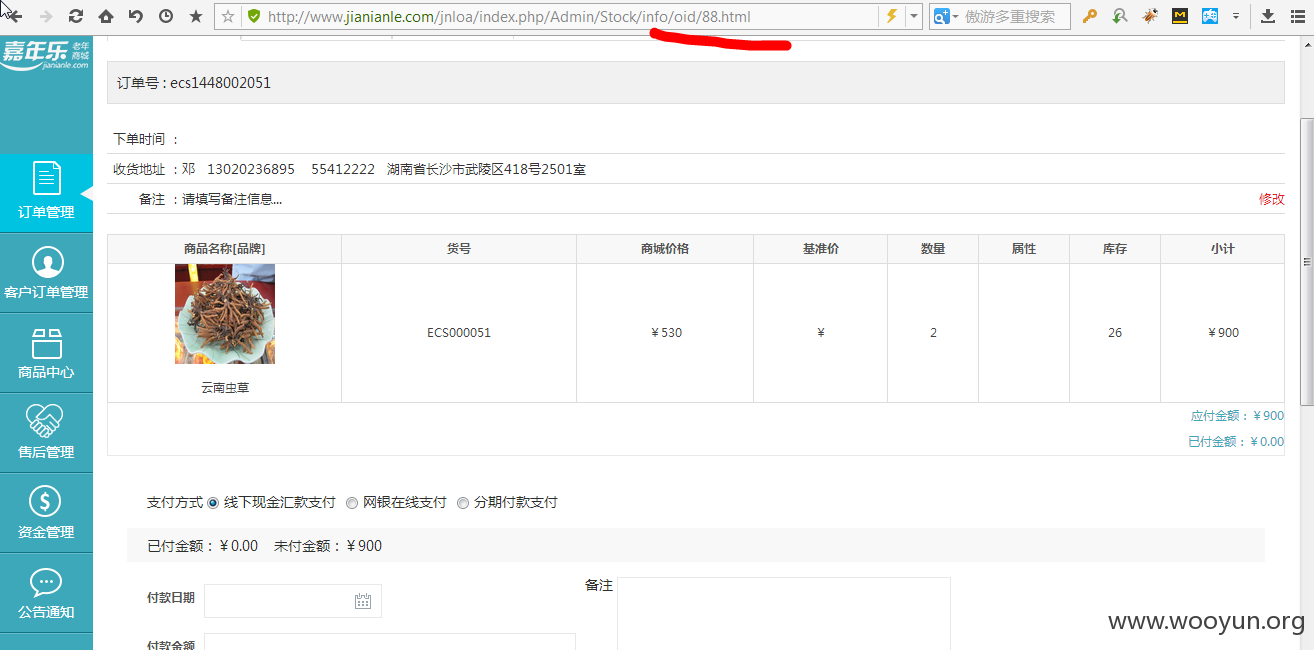 http://www.jianianle.com/jnloa/index.php/Admin/Stock/info/oid/88.html
傲游多重搜索
嘉年乐 老年商城
jianianle.com
订单管理
客户订单管理
商品中心
售后管理
资金管理
公告通知
订单号 : ecs1448002051
下单时间 ：
收货地址 ：邓 13020236895 55412222 湖南省长沙市武陵区418号2501室
备注 ：请填写备注信息... 修改
商品名称[品牌] 货号 商城价格 基准价 数量 属性 库存 小计
云南虫草 ECS000051 ￥530 ￥ 2 26 ￥900
应付金额：￥900
已付金额：￥0.00
支付方式 线下现金汇款支付 网银在线支付 分期付款支付
已付金额：￥0.00 未付金额：￥900
付款日期 备注
付款金额
www.wooyun.org